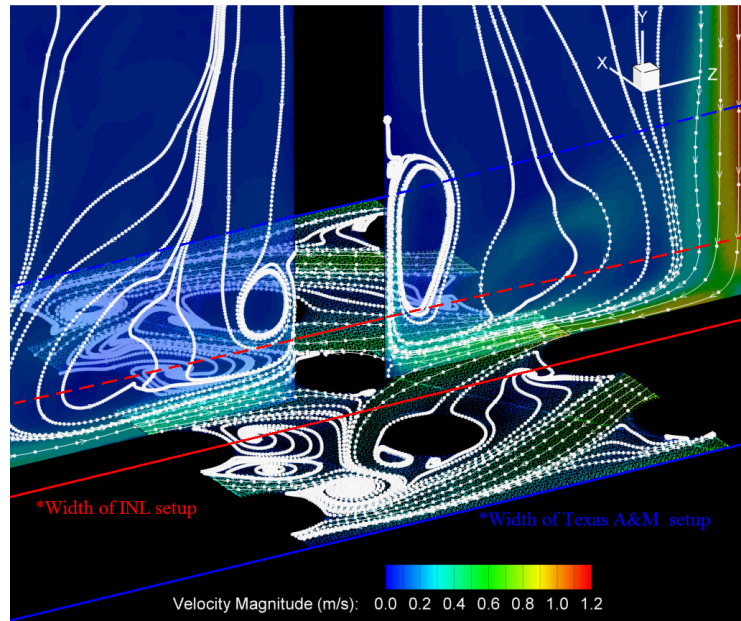 Y
X
Z
*Width of INL setup
*Width of Texas A&M setup
Velocity Magnitude (m/s): 0.0 0.2 0.4 0.6 0.8 1.0 1.2